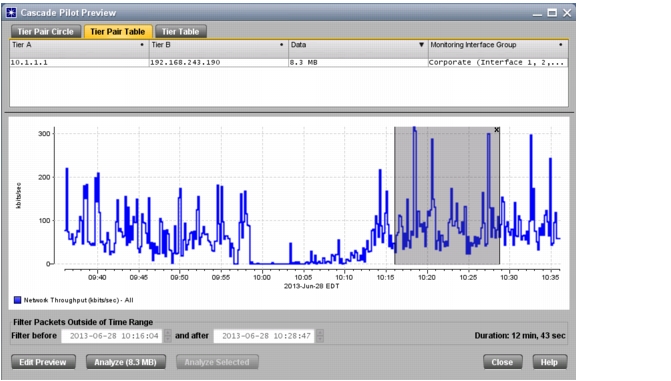 Cascade Pilot Preview
Tier Pair Circle Tier Pair Table Tier Table
Tier A Tier B Data Monitoring Interface Group
10.1.1.1 192.168.243.190 8.3 MB Corporate (Interface 1, 2,...
300
200
100
0
kbits/sec
09:40 09:45 09:50 09:55 10:00 10:05 10:10 10:15 10:20 10:25 10:30 10:35
2013-Jun-28 EDT
Network Throughput (kbits/sec) - All
Filter Packets Outside of Time Range
Filter before 2013-06-28 10:16:04 and after 2013-06-28 10:28:47 Duration: 12 min, 43 sec
Edit Preview Analyze (8.3 MB) Analyze Selected Close Help